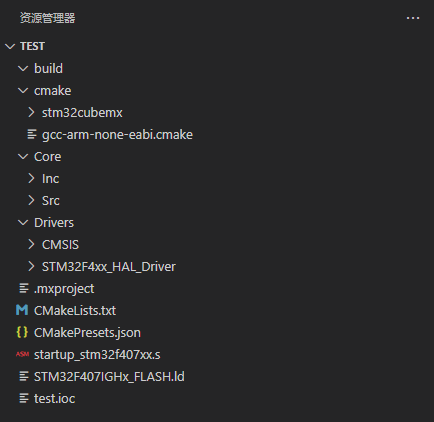 资源管理器
TEST
build
cmake
stm32cubemx
gcc-arm-none-eabi.cmake
Core
Inc
Src
Drivers
CMSIS
STM32F4xx_HAL_Driver
.mxproject
CMakeLists.txt
CMakePresets.json
ASM startup_stm32f407xx.s
STM32F407IGHx_FLASH.ld
test.ioc